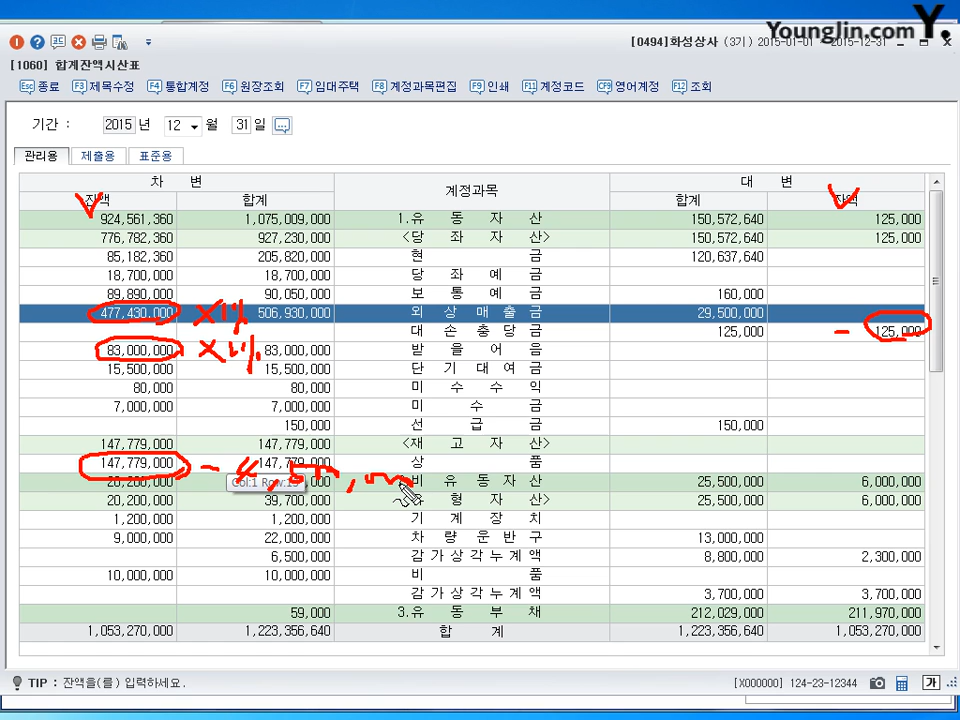 YoungJin.com Y.
[0494]화성상사 (3기) 2015-01-01 ~ 2015-12-31
[1060] 합계잔액시산표
Esc 종료 F3 제목수정 F4 통합계정 F6 원장조회 F7 임대주택 F8 계정과목편집 F9 인쇄 F11 계정코드 CF9 영어계정 F12 조회
기간 : 2015 년 12 월 31 일
관리용 제출용 표준용
차 변 계정과목 대 변
잔액 합계 합계 잔액
924,561,360 1,075,009,000 1.유 동 자 산 150,572,640 125,000
776,782,360 927,230,000 <당 좌 자 산> 150,572,640 125,000
85,182,360 205,820,000 현 금 120,637,640
18,700,000 18,700,000 당 좌 예 금
89,890,000 90,050,000 보 통 예 금 160,000
477,430,000 X1% 506,930,000 외 상 매 출 금 29,500,000
대 손 충 당 금 125,000 - 125,000
83,000,000 X1% 83,000,000 받 을 어 음
15,500,000 15,500,000 단 기 대 여 금
80,000 80,000 미 수 수 익
7,000,000 7,000,000 미 수 금
150,000 선 급 금 150,000
147,779,000 147,779,000 <재 고 자 산>
147,779,000 - 4, 147,779,000 상 품
20,200,000 Col:1 Row:13 비 유 동 자 산 25,500,000 6,000,000
20,200,000 39,700,000 유 형 자 산> 25,500,000 6,000,000
1,200,000 1,200,000 기 계 장 치
9,000,000 22,000,000 차 량 운 반 구 13,000,000
6,500,000 감 가 상 각 누 계 액 8,800,000 2,300,000
10,000,000 10,000,000 비 품
감 가 상 각 누 계 액 3,700,000 3,700,000
59,000 3.유 동 부 채 212,029,000 211,970,000
1,053,270,000 1,223,356,640 합 계 1,223,356,640 1,053,270,000
TIP : 잔액을(를) 입력하세요. [X000000] 124-23-12344 가